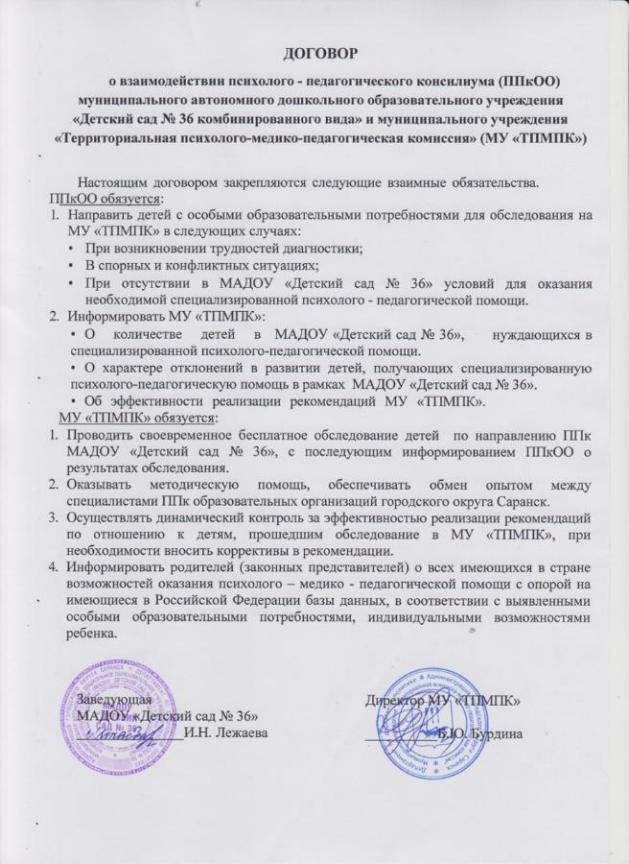 ДОГОВОР
о взаимодействии психолого - педагогического консилиума (ППкОО)
муниципального автономного дошкольного образовательного учреждения
«Детский сад № 36 комбинированного вида» и муниципального учреждения
«Территориальная психолого-медико-педагогическая комиссия» (МУ «ТПМПК»)
Настоящим договором закрепляются следующие взаимные обязательства.
ППкОО обязуется:
1. Направить детей с особыми образовательными потребностями для обследования на
МУ «ТПМПК» в следующих случаях:
• При возникновении трудностей диагностики;
• В спорных и конфликтных ситуациях;
• При отсутствии в МАДОУ «Детский сад № 36» условий для оказания
необходимой специализированной психолого - педагогической помощи.
2. Информировать МУ «ТПМПК»:
• О количестве детей в МАДОУ «Детский сад № 36», нуждающихся в
специализированной психолого-педагогической помощи.
• О характере отклонений в развитии детей, получающих специализированную
психолого-педагогическую помощь в рамках МАДОУ «Детский сад № 36».
• Об эффективности реализации рекомендаций МУ «ТПМПК».
МУ «ТПМПК» обязуется:
1. Проводить своевременное бесплатное обследование детей по направлению ППк
МАДОУ «Детский сад № 36», с последующим информированием ППкОО о
результатах обследования.
2. Оказывать методическую помощь, обеспечивать обмен опытом между
специалистами ППк образовательных организаций городского округа Саранск.
3. Осуществлять динамический контроль за эффективностью реализации рекомендаций
по отношению к детям, прошедшим обследование в МУ «ТПМПК», при
необходимости вносить коррективы в рекомендации.
4. Информировать родителей (законных представителей) о всех имеющихся в стране
возможностей оказания психолого – медико - педагогической помощи с опорой на
имеющиеся в Российской Федерации базы данных, в соответствии с выявленными
особыми образовательными потребностями, индивидуальными возможностями
ребенка.
Заведующая
МАДОУ «Детский сад № 36»
И.Н. Лежаева
Директор МУ «ТПМПК»
Б.Ю. Бурдина